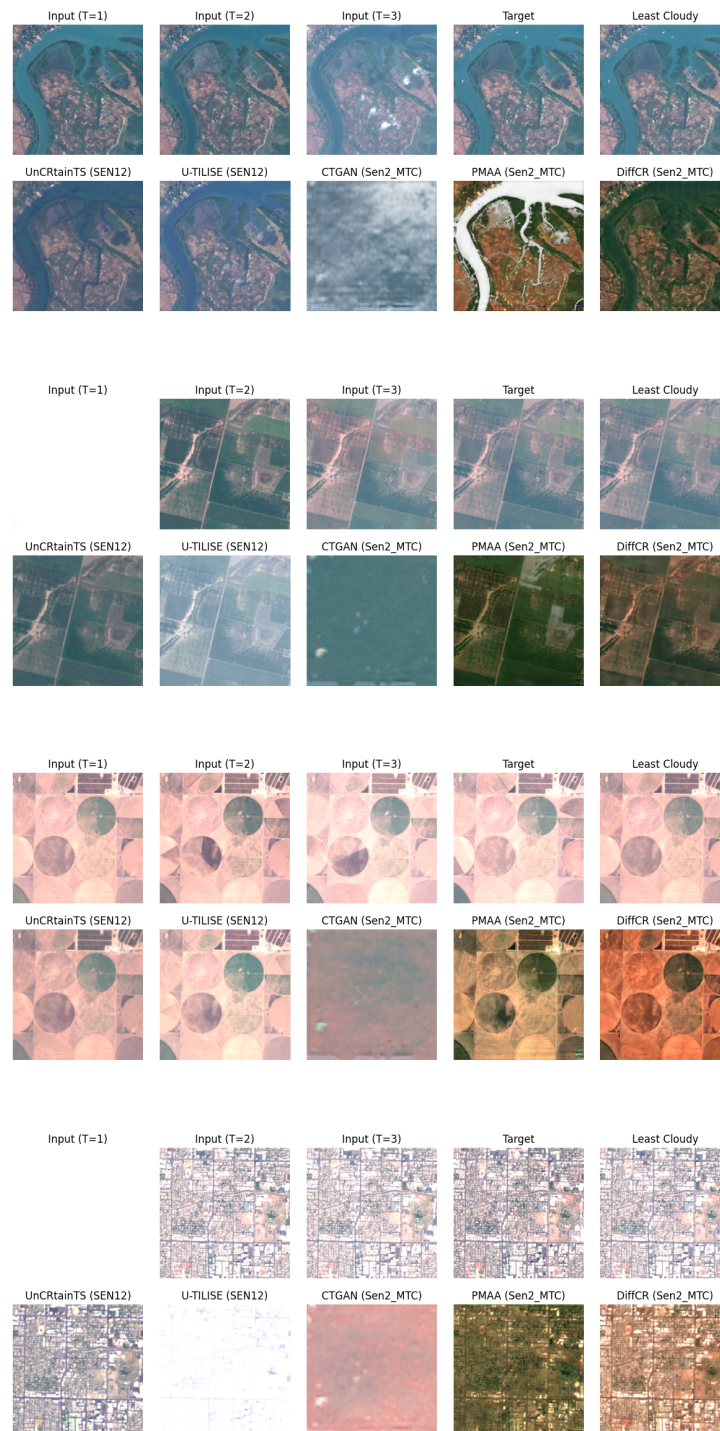 Input (T=1) Input (T=2) Input (T=3) Target Least Cloudy
UnCRtainTS (SEN12) U-TILISE (SEN12) CTGAN (Sen2_MTC) PMAA (Sen2_MTC) DiffCR (Sen2_MTC)
Input (T=1) Input (T=2) Input (T=3) Target Least Cloudy
UnCRtainTS (SEN12) U-TILISE (SEN12) CTGAN (Sen2_MTC) PMAA (Sen2_MTC) DiffCR (Sen2_MTC)
Input (T=1) Input (T=2) Input (T=3) Target Least Cloudy
UnCRtainTS (SEN12) U-TILISE (SEN12) CTGAN (Sen2_MTC) PMAA (Sen2_MTC) DiffCR (Sen2_MTC)
Input (T=1) Input (T=2) Input (T=3) Target Least Cloudy
UnCRtainTS (SEN12) U-TILISE (SEN12) CTGAN (Sen2_MTC) PMAA (Sen2_MTC) DiffCR (Sen2_MTC)